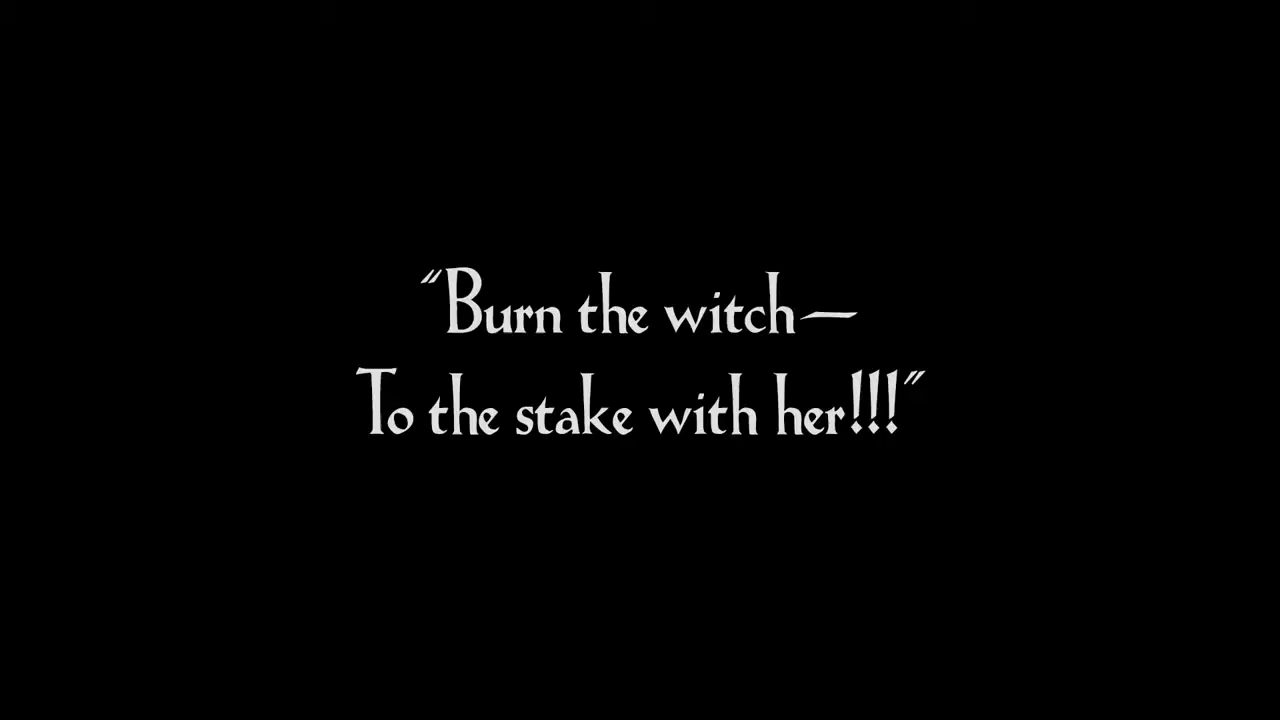 "Burn the witch—
To the stake with her!!!"